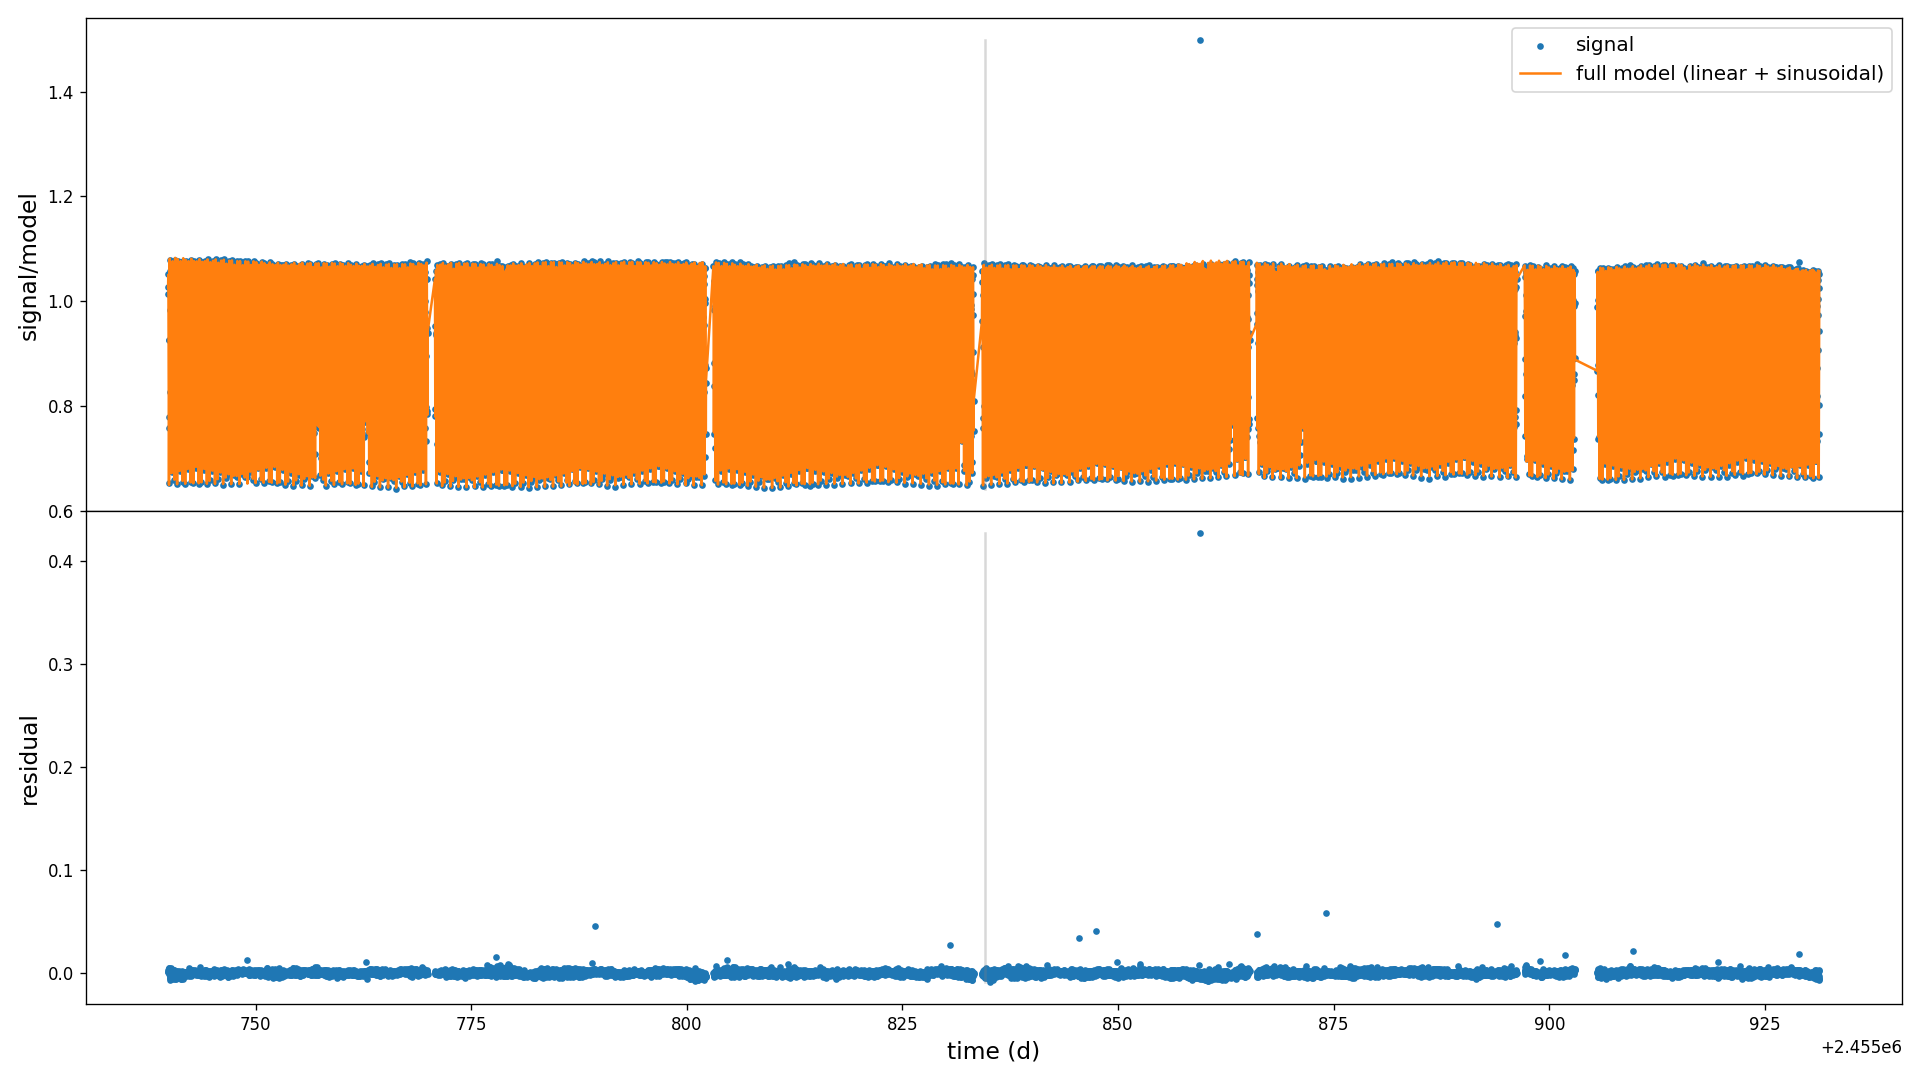 signal
full model (linear + sinusoidal)
signal/model
1.4
1.2
1.0
0.8
0.6
residual
0.4
0.3
0.2
0.1
0.0
750 775 800 825 850 875 900 925
time (d)
+2.455e6